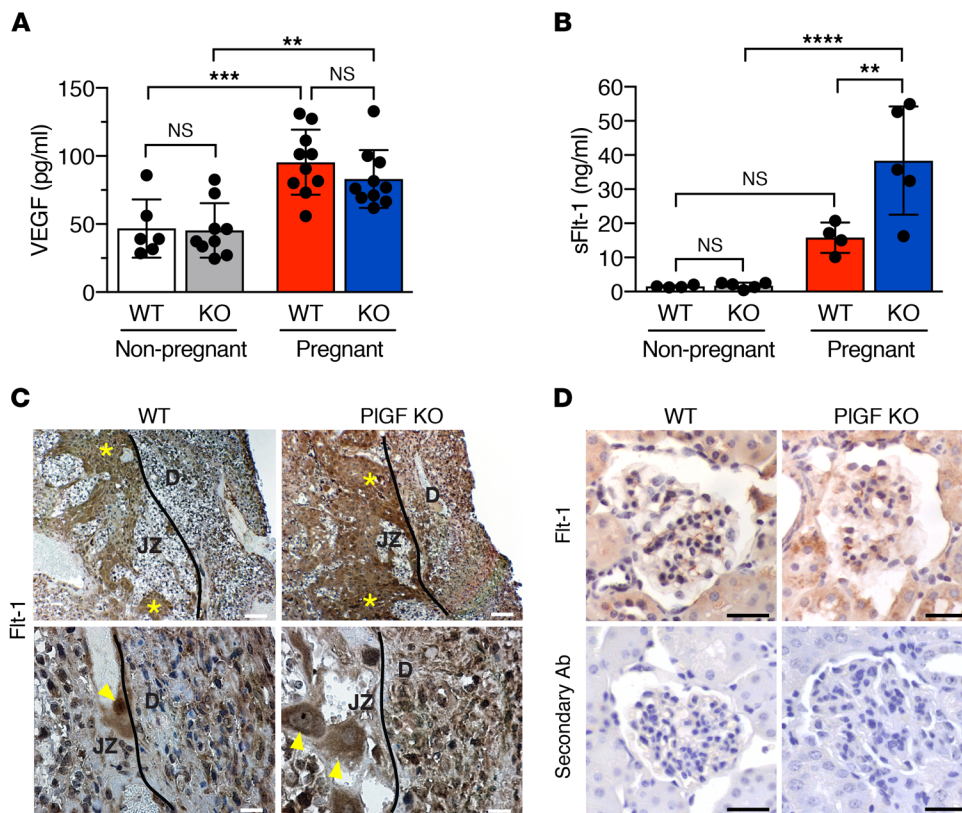 A
**
***
NS
NS
VEGF (pg/ml)
150
100
50
0
WT KO WT KO
Non-pregnant Pregnant
B
****
**
NS
NS
sFlt-1 (ng/ml)
60
50
40
30
20
10
0
WT KO WT KO
Non-pregnant Pregnant
C
WT PlGF KO
Flt-1
* D JZ *
* D JZ *
D JZ
D JZ
D
WT PlGF KO
Flt-1
Secondary Ab